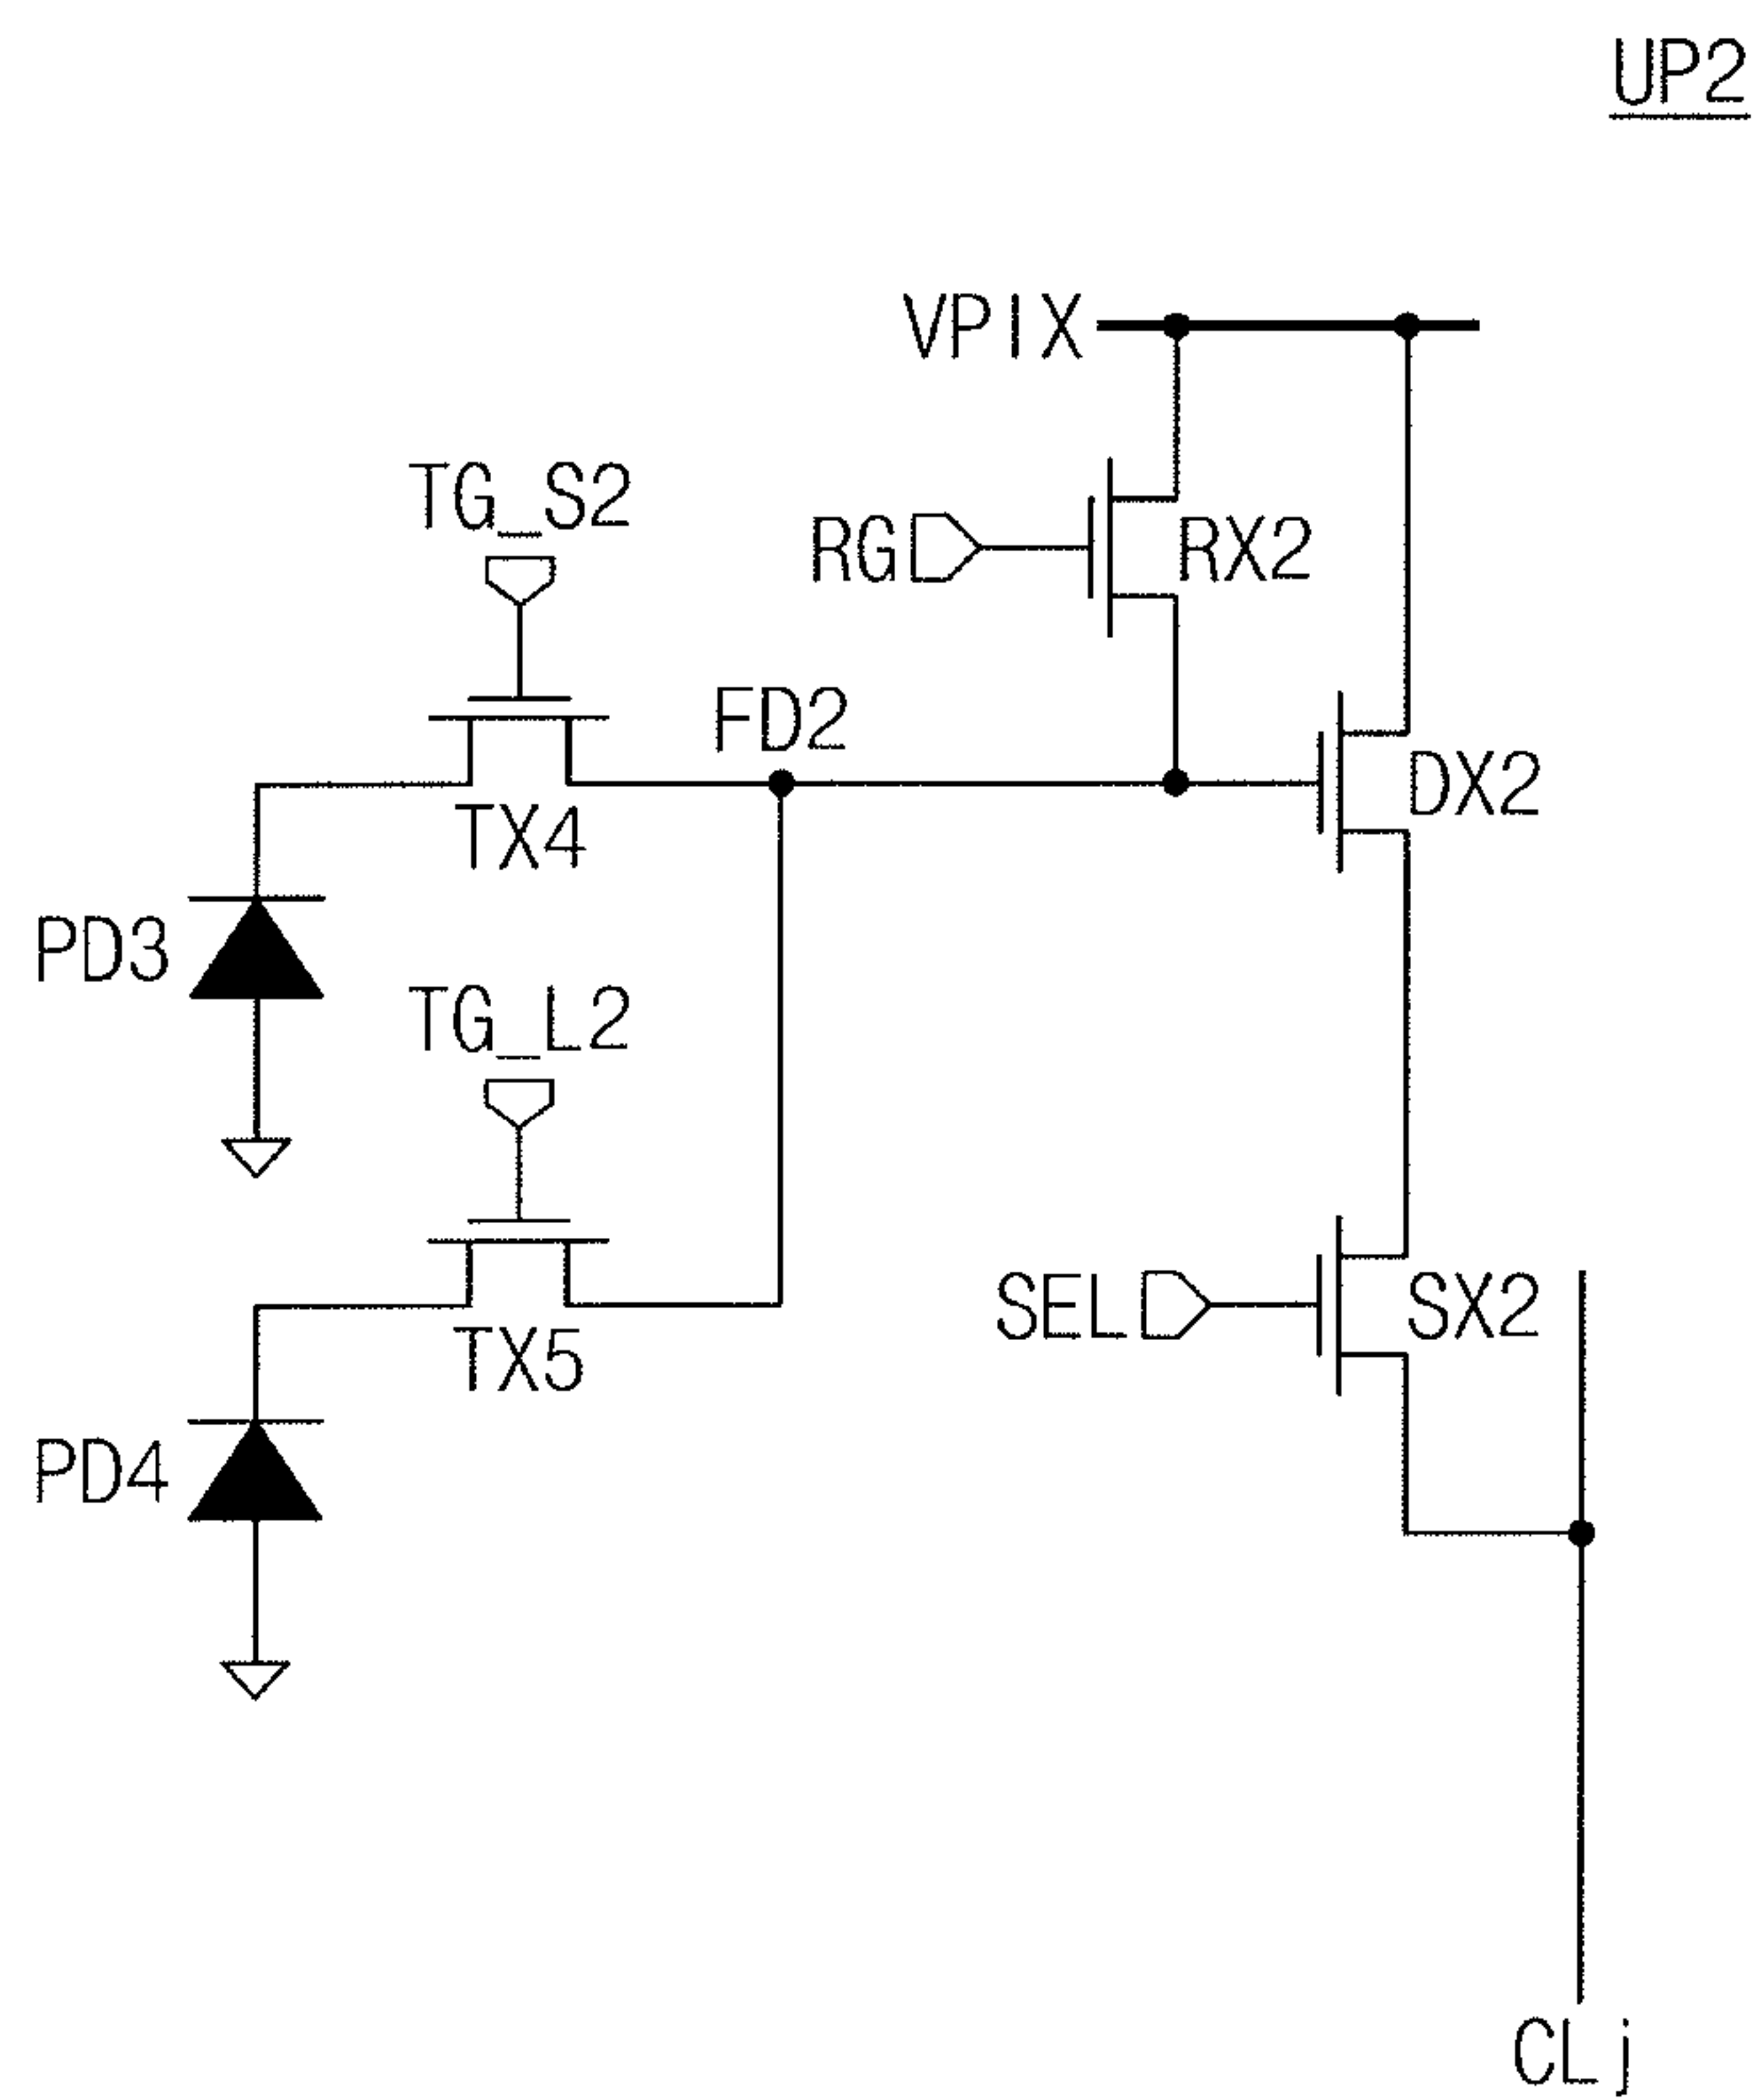 UP2
VPIX
TG_S2
RG
RX2
FD2
DX2
TX4
PD3
TG_L2
SEL
SX2
TX5
PD4
CLj